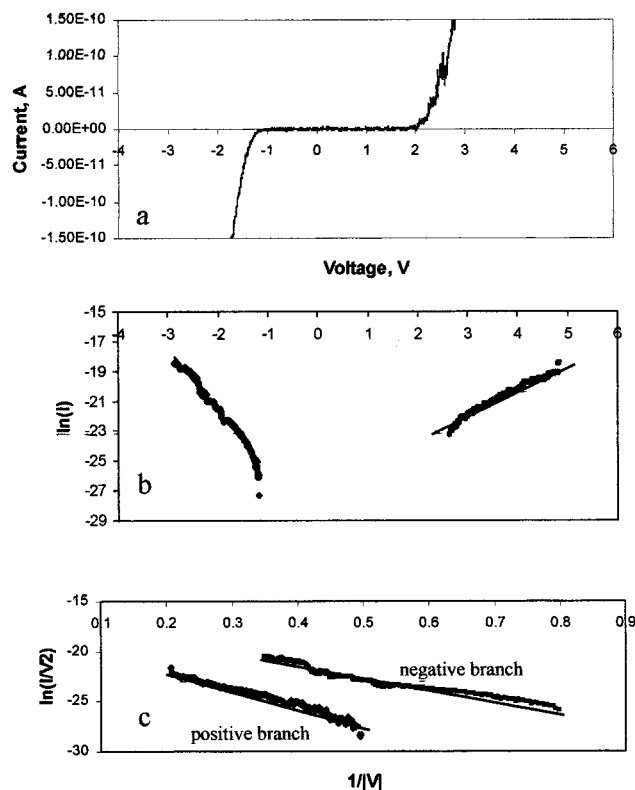 1.50E-10
1.00E-10
5.00E-11
0.00E+00
-4 -3 -2 -1 0 1 2 3 4 5 6
-5.00E-11
-1.00E-10
-1.50E-10
Current, A
a
Voltage, V
-15
-4 -3 -2 -1 0 1 2 3 4 5 6
-17
-19
-21
-23
-25
-27
-29
ln(I)
b
-15
0.1 0.2 0.3 0.4 0.5 0.6 0.7 0.8 0.9
-20
-25
-30
ln(I/V2)
negative branch
positive branch
c
1/|V|